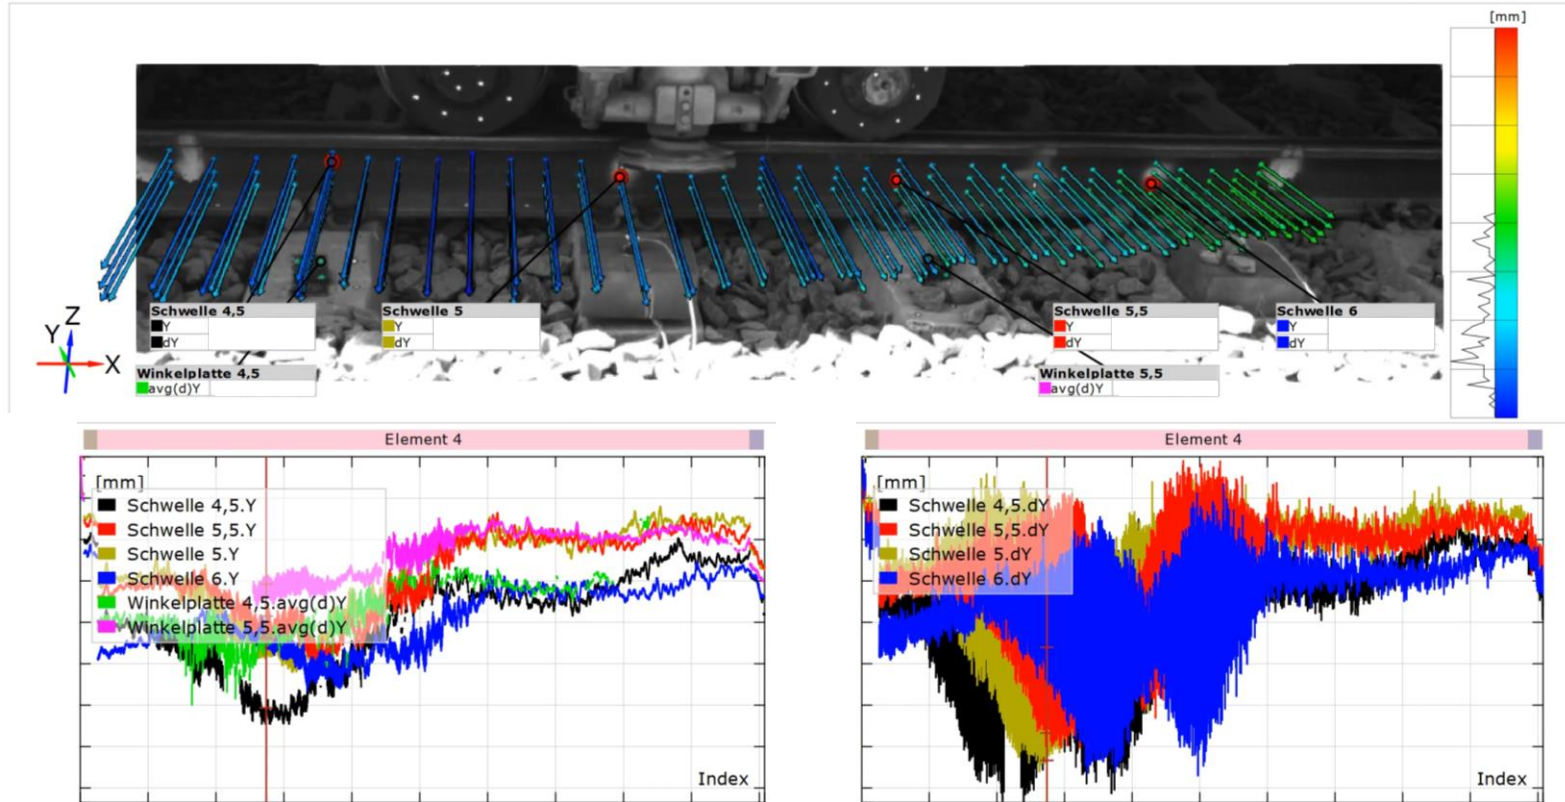 [mm]
Schwelle 4,5
Y
dY
Schwelle 5
Y
dY
Schwelle 5,5
Y
dY
Schwelle 6
Y
dY
Y Z
X
Winkelplatte 4,5
avg(d)Y
Winkelplatte 5,5
avg(d)Y
Element 4
[mm]
Schwelle 4,5.Y
Schwelle 5,5.Y
Schwelle 5.Y
Schwelle 6.Y
Winkelplatte 4,5.avg(d)Y
Winkelplatte 5,5.avg(d)Y
Index
Element 4
[mm]
Schwelle 4,5.dY
Schwelle 5,5.dY
Schwelle 5.dY
Schwelle 6.dY
Index